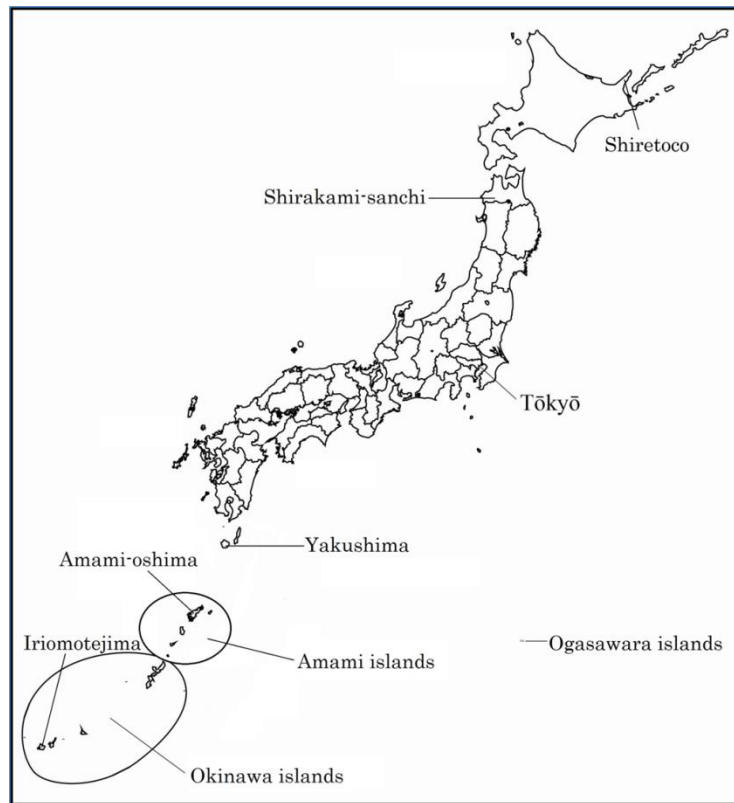 Shiretoco
Shirakami-sanchi
Tōkyō
Yakushima
Amami-oshima
Iriomotejima
Ogasawara islands
Amami islands
Okinawa islands